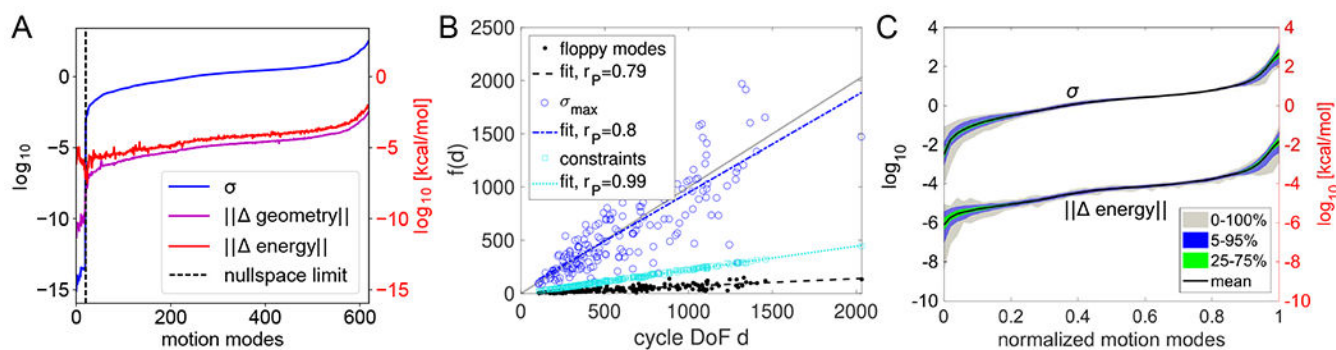 A
log10
0
−5
−10
−15
0
−5
−10
−15
log10 [kcal/mol]
σ
||Δ geometry||
||Δ energy||
nullspace limit
0
200
400
600
motion modes
B
f(d)
2500
2000
1500
1000
500
0
floppy modes
fit, rP=0.79
σmax
fit, rP=0.8
constraints
fit, rP=0.99
0
500
1000
1500
2000
cycle DoF d
C
log10
4
2
0
-2
-4
-6
-8
-10
4
2
0
-2
-4
-6
-8
-10
log10 [kcal/mol]
σ
||Δ energy||
0-100%
5-95%
25-75%
mean
0
0.2
0.4
0.6
0.8
1
normalized motion modes